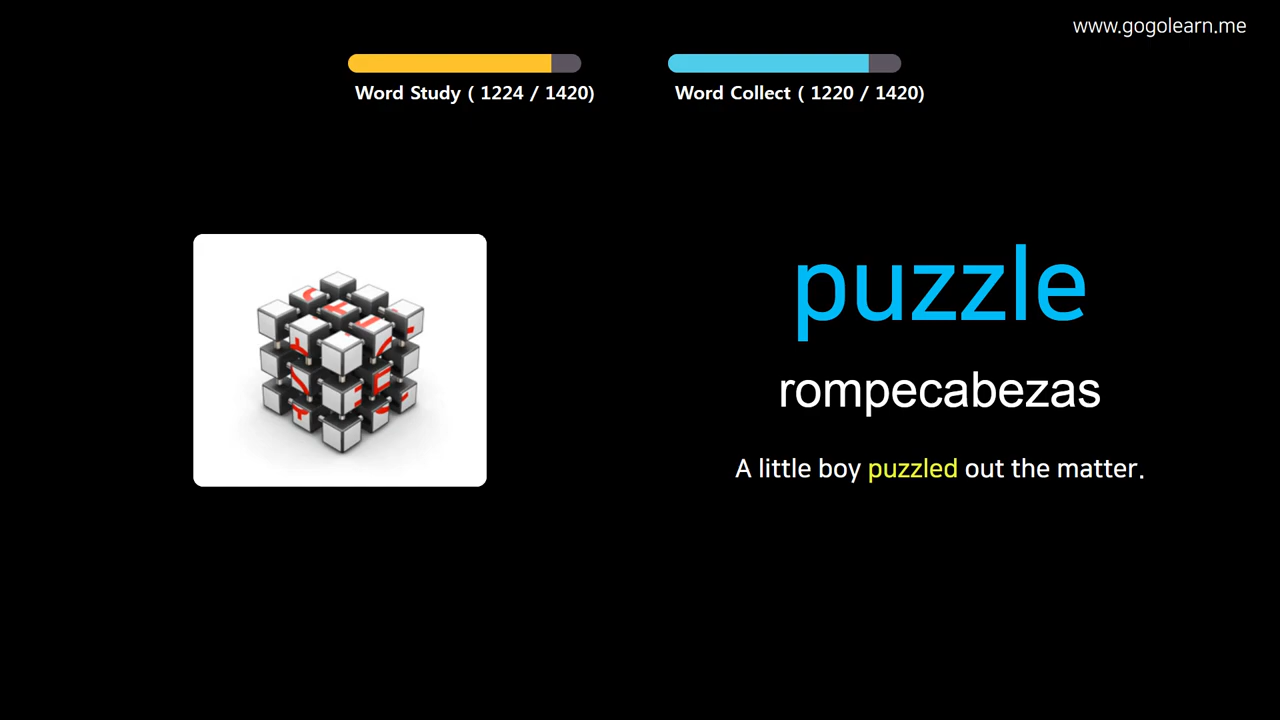 www.gogolearn.me
Word Study ( 1224 / 1420)
Word Collect ( 1220 / 1420)
puzzle
rompecabezas
A little boy puzzled out the matter.